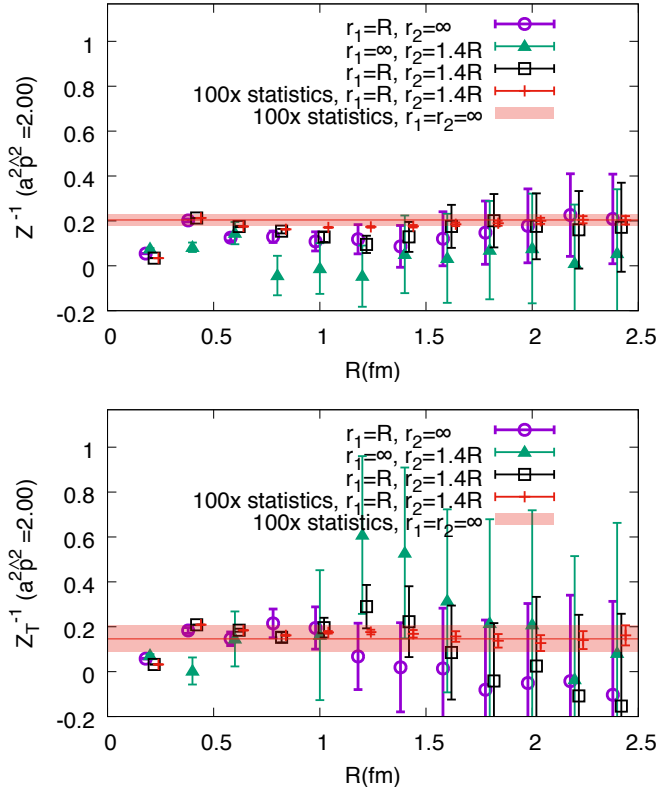 1
0.8
0.6
0.4
0.2
0
-0.2
Z⁻¹ (a²p̂²=2.00)
r₁=R, r₂=∞
r₁=∞, r₂=1.4R
r₁=R, r₂=1.4R
100x statistics, r₁=R, r₂=1.4R
100x statistics, r₁=r₂=∞
0 0.5 1 1.5 2 2.5
R(fm)
1
0.8
0.6
0.4
0.2
0
-0.2
Z_T⁻¹ (a²p̂²=2.00)
r₁=R, r₂=∞
r₁=∞, r₂=1.4R
r₁=R, r₂=1.4R
100x statistics, r₁=R, r₂=1.4R
100x statistics, r₁=r₂=∞
0 0.5 1 1.5 2 2.5
R(fm)